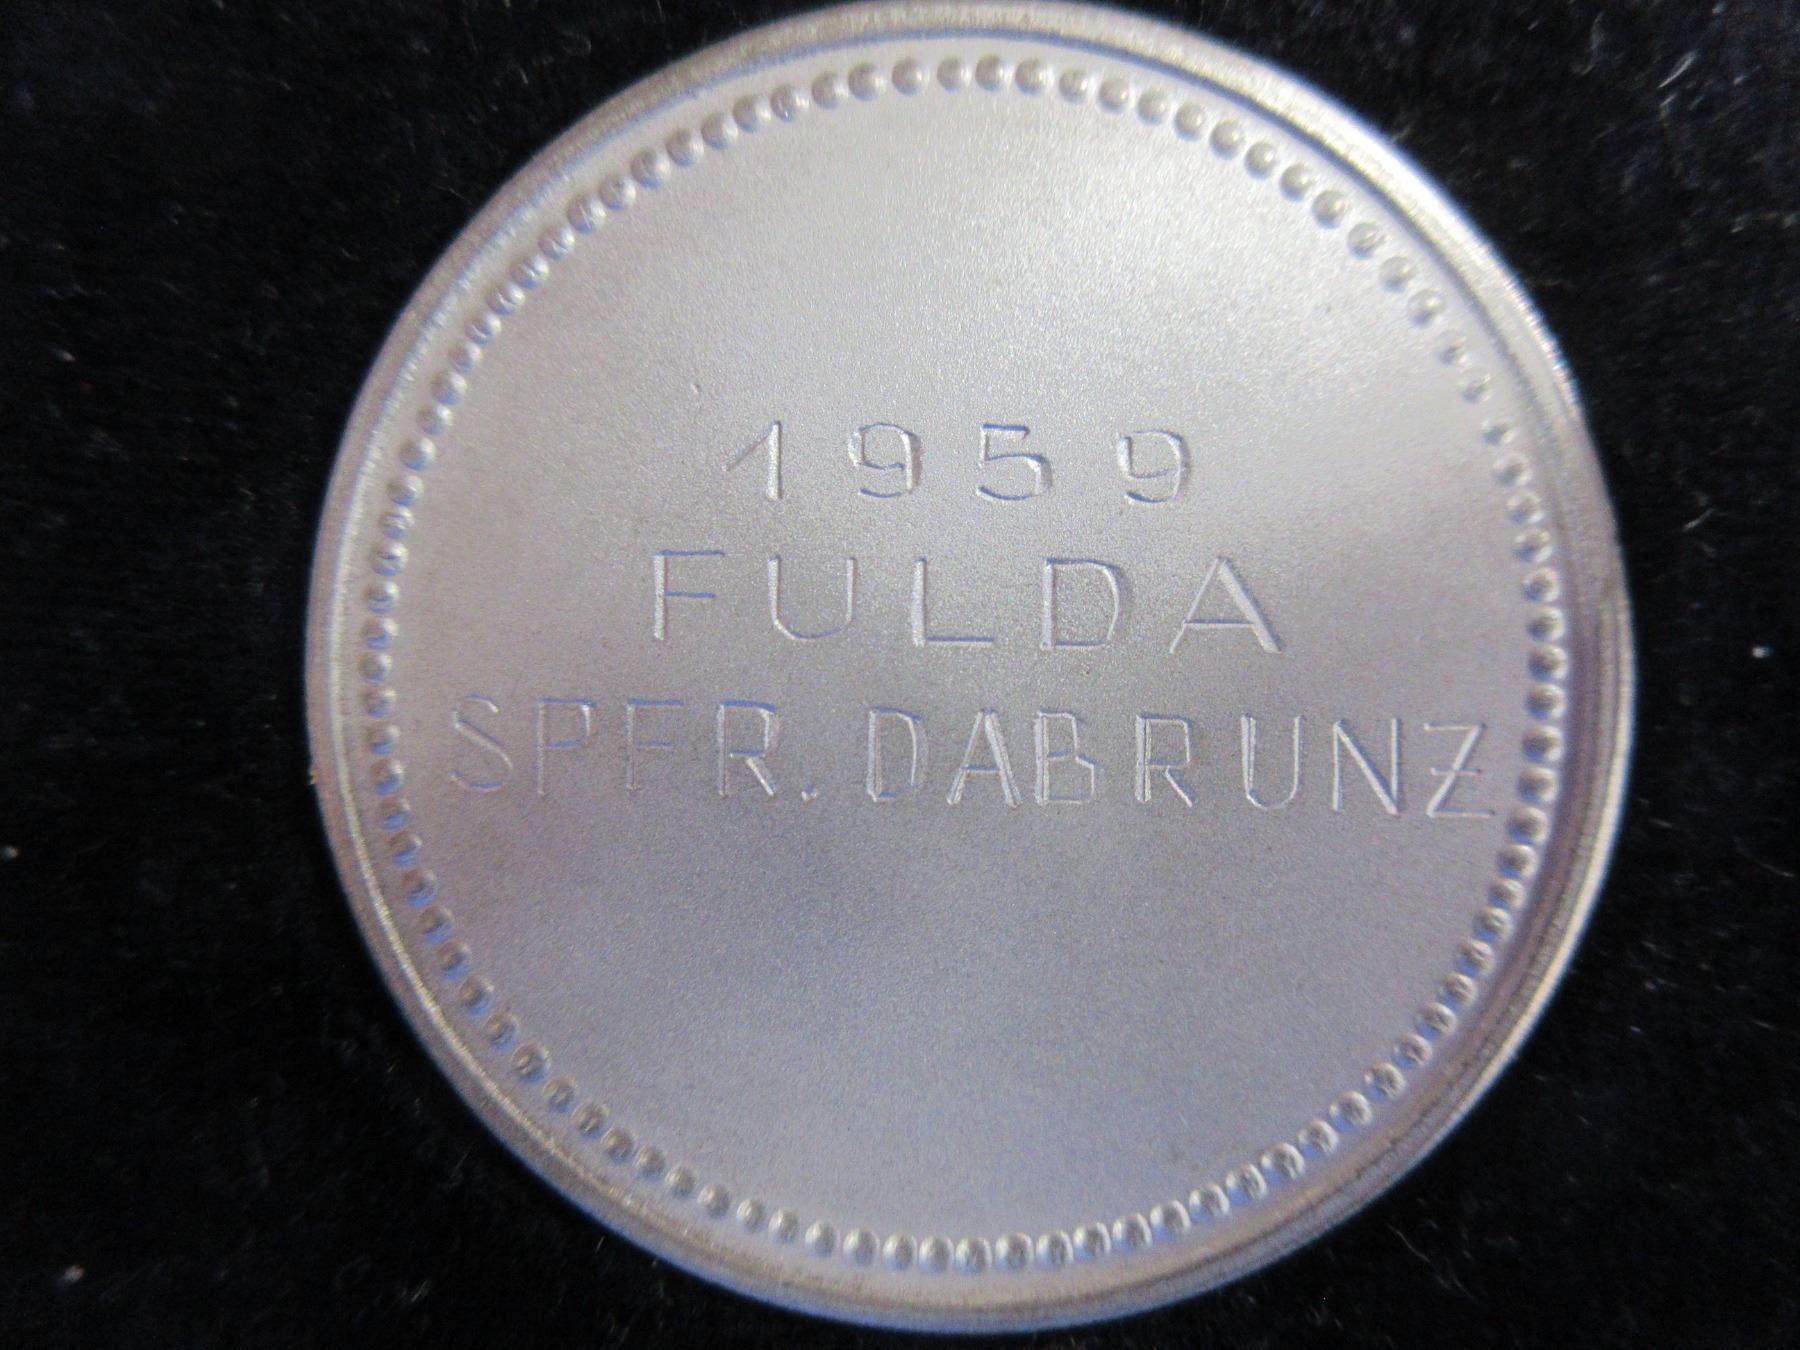 1959
FULDA
SPFR. DABRUNZ